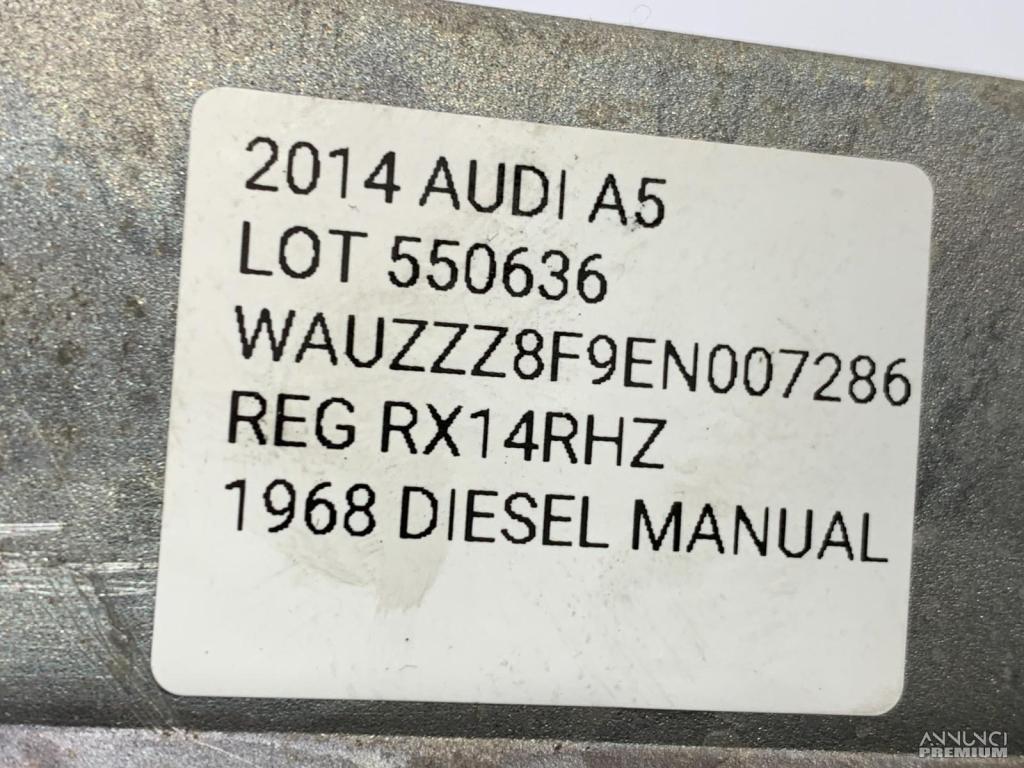 2014 AUDI A5
LOT 550636
WAUZZZ8F9EN007286
REG RX14RHZ
1968 DIESEL MANUAL
ANNUNCI
PREMIUM